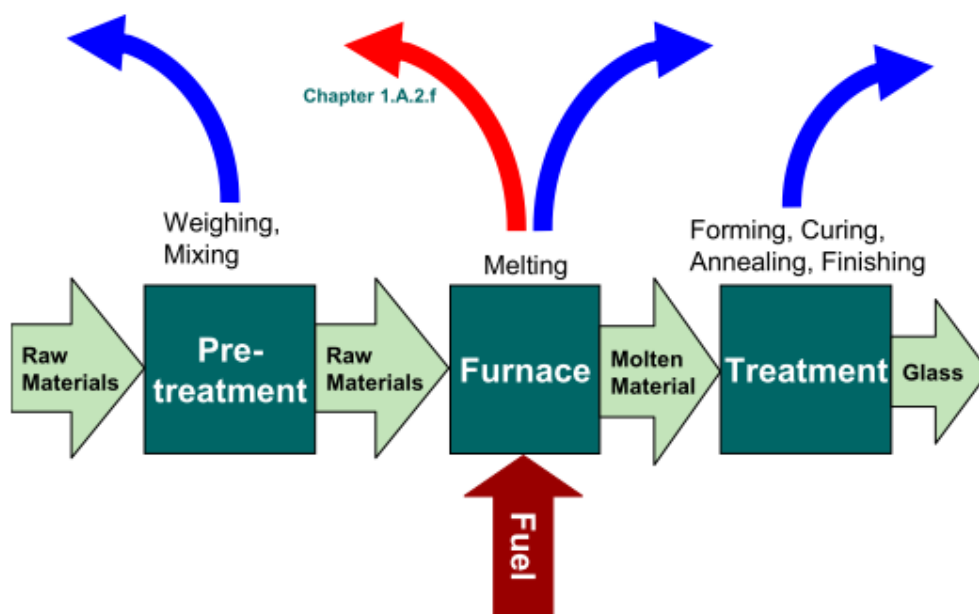 Chapter 1.A.2.f
Weighing,
Mixing
Melting
Forming, Curing,
Annealing, Finishing
Raw
Materials
Pre-
treatment
Raw
Materials
Furnace
Molten
Material
Treatment
Glass
Fuel